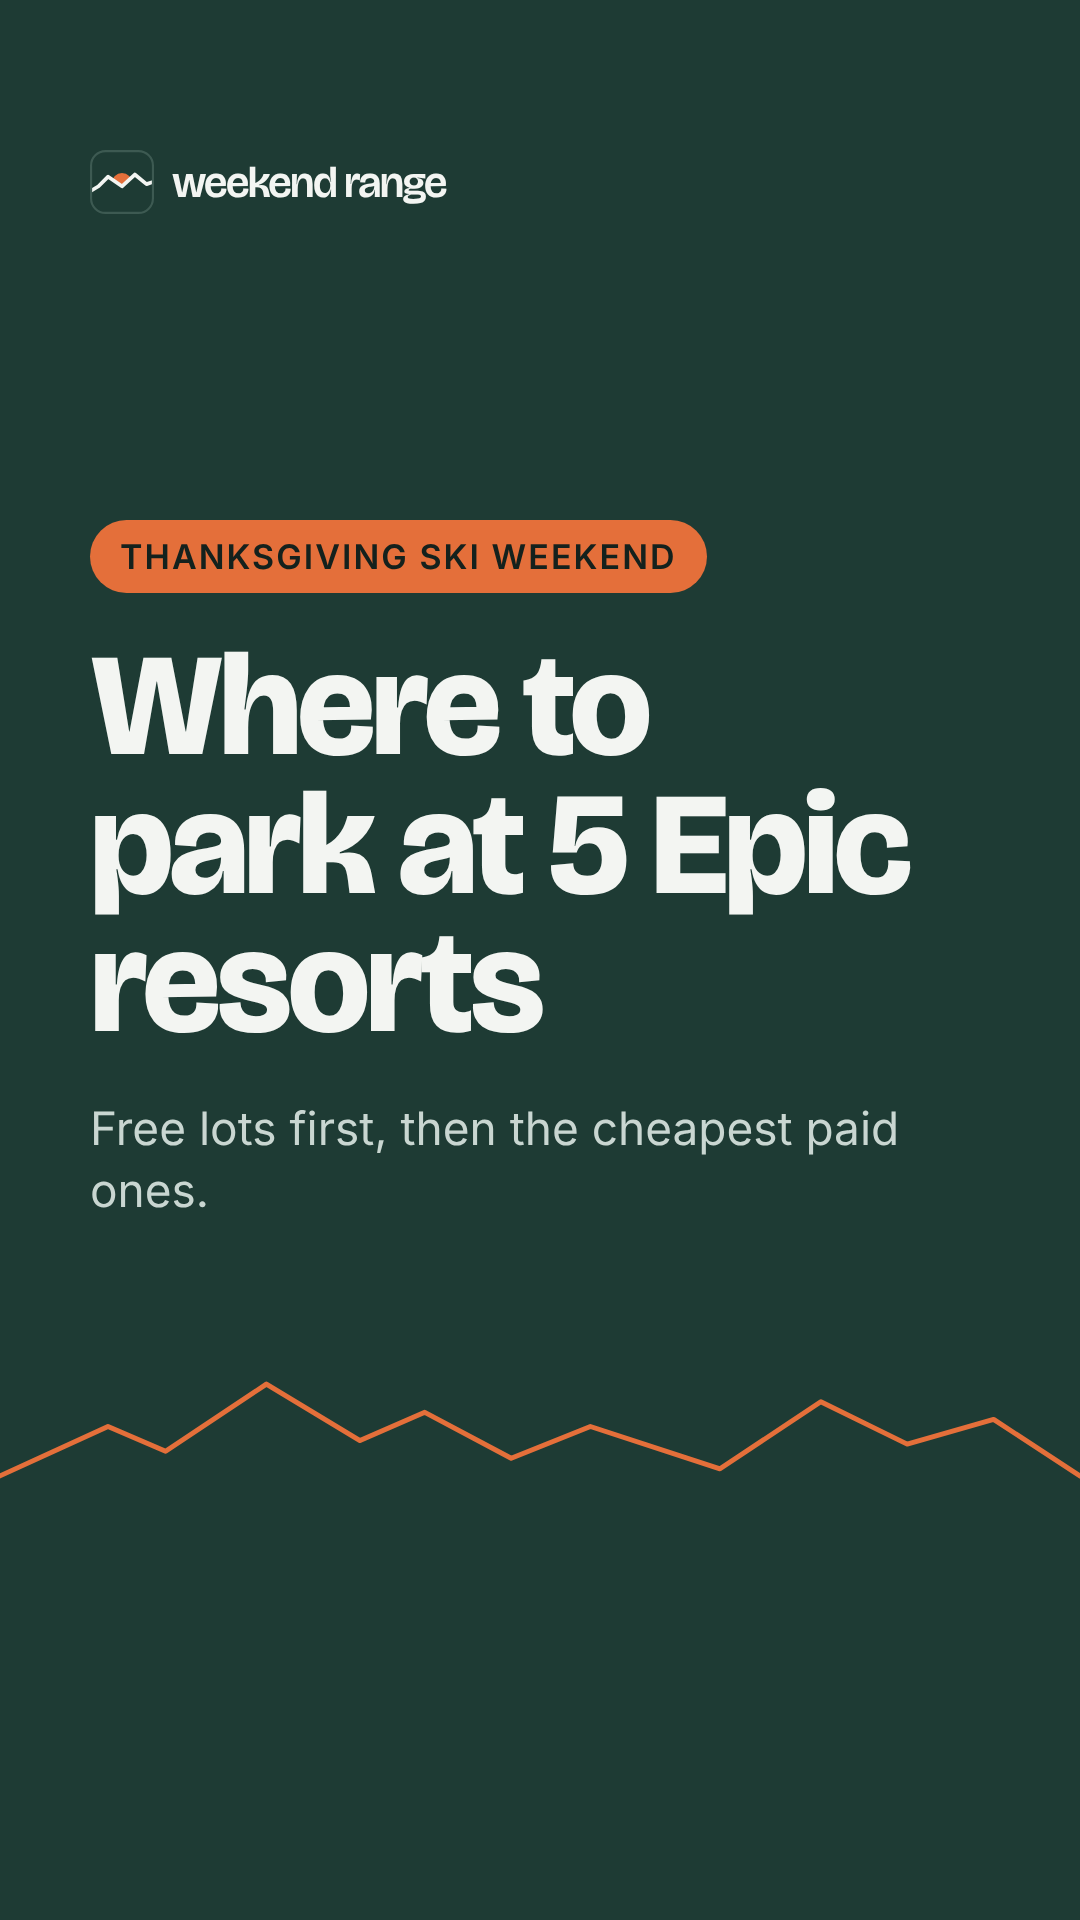 weekend range
THANKSGIVING SKI WEEKEND
Where to
park at 5 Epic
resorts
Free lots first, then the cheapest paid
ones.